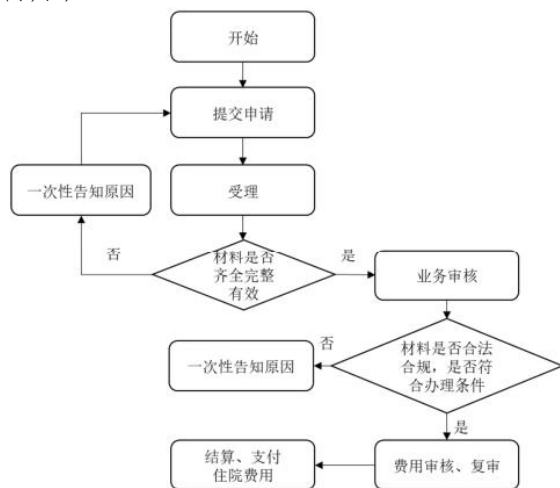 开始
提交申请
一次性告知原因
受理
否
材料是否
齐全完整
有效
是
业务审核
否
一次性告知原因
材料是否合法
合规，是否符
合办理条件
是
结算、支付
住院费用
费用审核、复审